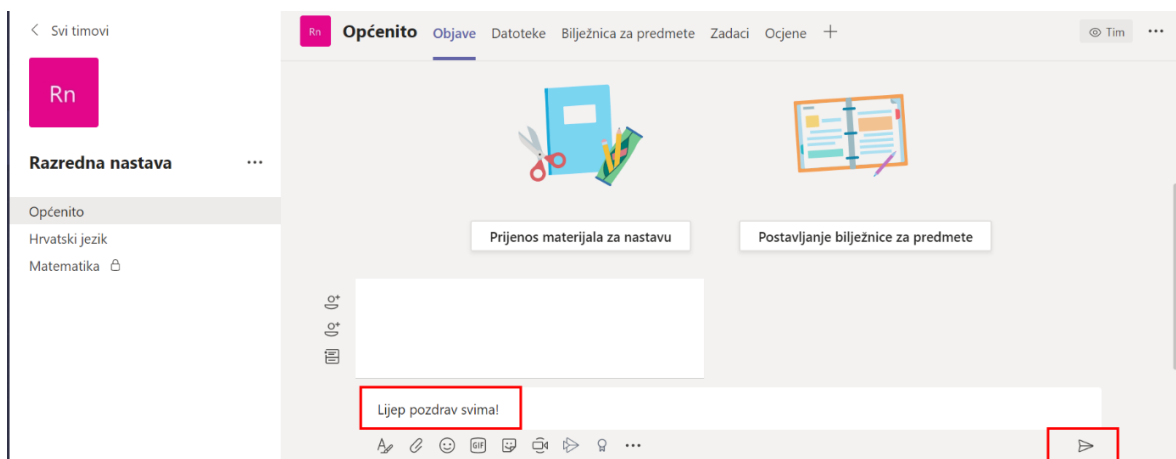 Svi timovi
Rn
Razredna nastava
Općenito
Hrvatski jezik
Matematika
Rn Općenito Objave Datoteke Bilježnica za predmete Zadaci Ocjene Tim
Prijenos materijala za nastavu Postavljanje bilježnice za predmete
Lijep pozdrav svima!
GIF